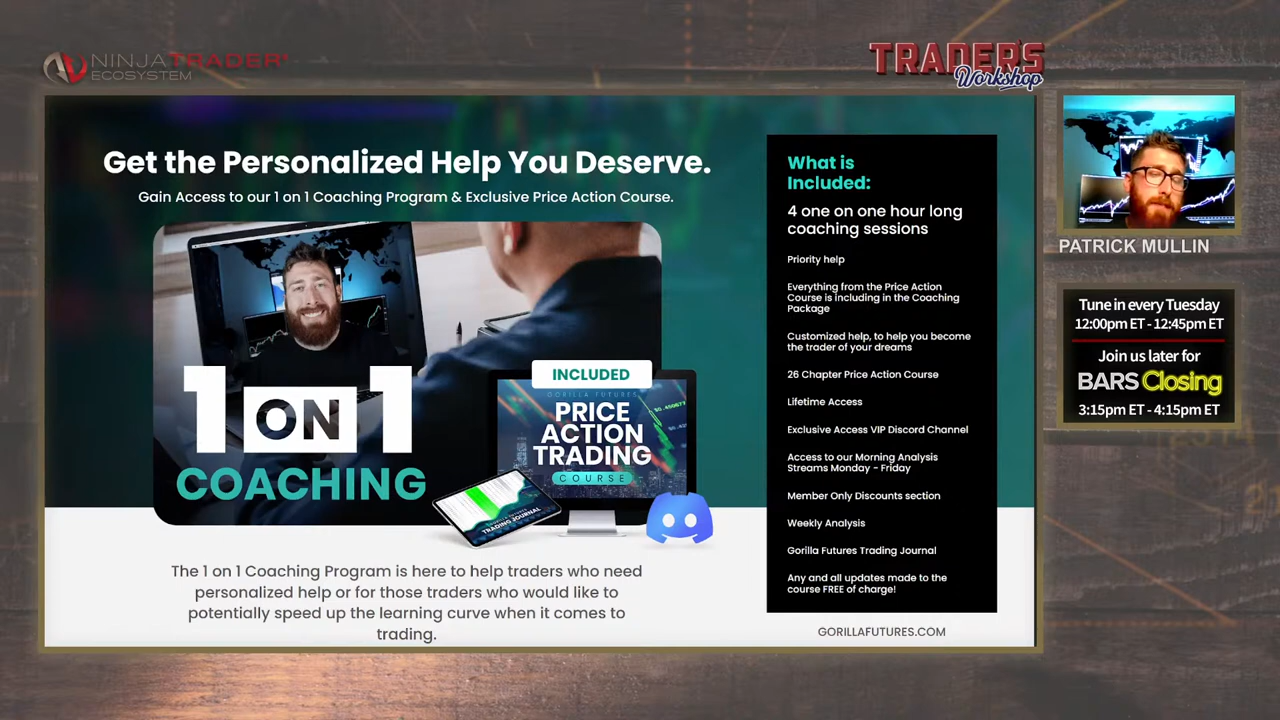 NINJATRADER
ECOSYSTEM
TRADER'S
Workshop
Get the Personalized Help You Deserve.
Gain Access to our 1 on 1 Coaching Program & Exclusive Price Action Course.
1 ON 1
COACHING
INCLUDED
GORILLA FUTURES
PRICE
ACTION
TRADING
COURSE
TRADING JOURNAL
The 1 on 1 Coaching Program is here to help traders who need
personalized help or for those traders who would like to
potentially speed up the learning curve when it comes to
trading.
What is
Included:
4 one on one hour long
coaching sessions
Priority help
Everything from the Price Action
Course is including in the Coaching
Package
Customized help, to help you become
the trader of your dreams
26 Chapter Price Action Course
Lifetime Access
Exclusive Access VIP Discord Channel
Access to our Morning Analysis
Streams Monday - Friday
Member Only Discounts section
Weekly Analysis
Gorilla Futures Trading Journal
Any and all updates made to the
course FREE of charge!
GORILLAFUTURES.COM
PATRICK MULLIN
Tune in every Tuesday
12:00pm ET - 12:45pm ET
Join us later for
BARS Closing
3:15pm ET - 4:15pm ET